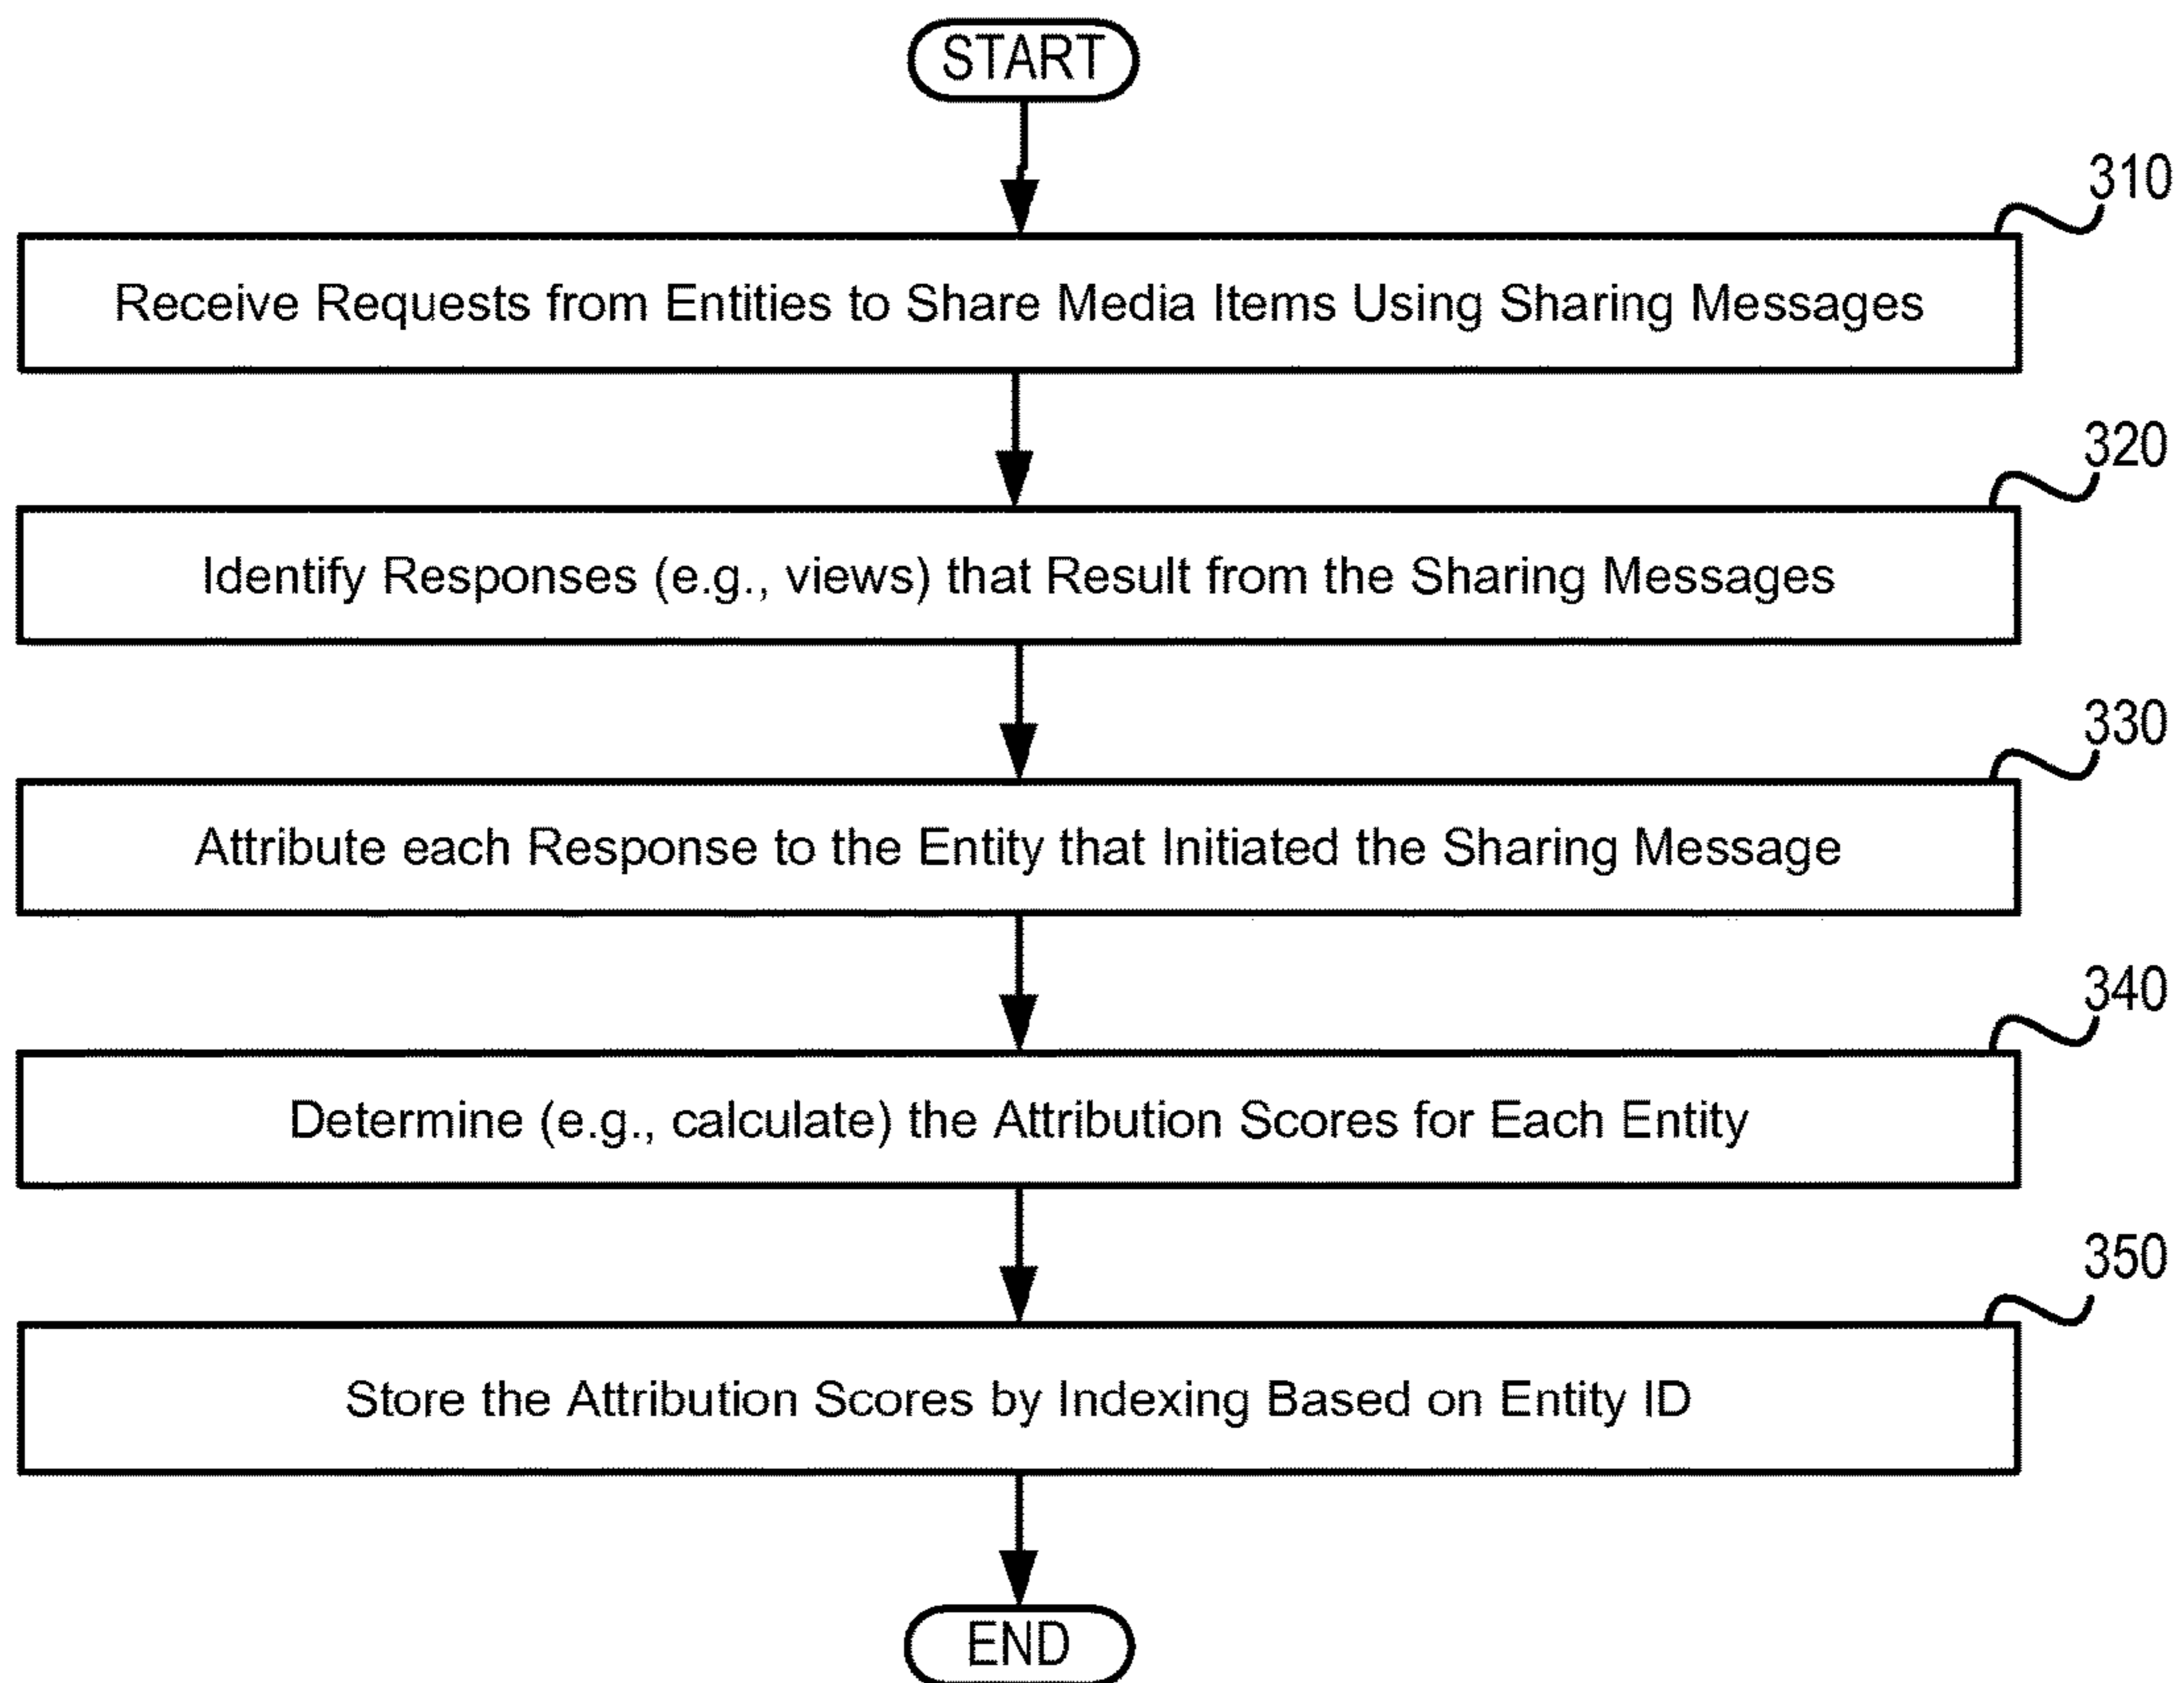 START
310
Receive Requests from Entities to Share Media Items Using Sharing Messages
320
Identify Responses (e.g., views) that Result from the Sharing Messages
330
Attribute each Response to the Entity that Initiated the Sharing Message
340
Determine (e.g., calculate) the Attribution Scores for Each Entity
350
Store the Attribution Scores by Indexing Based on Entity ID
END